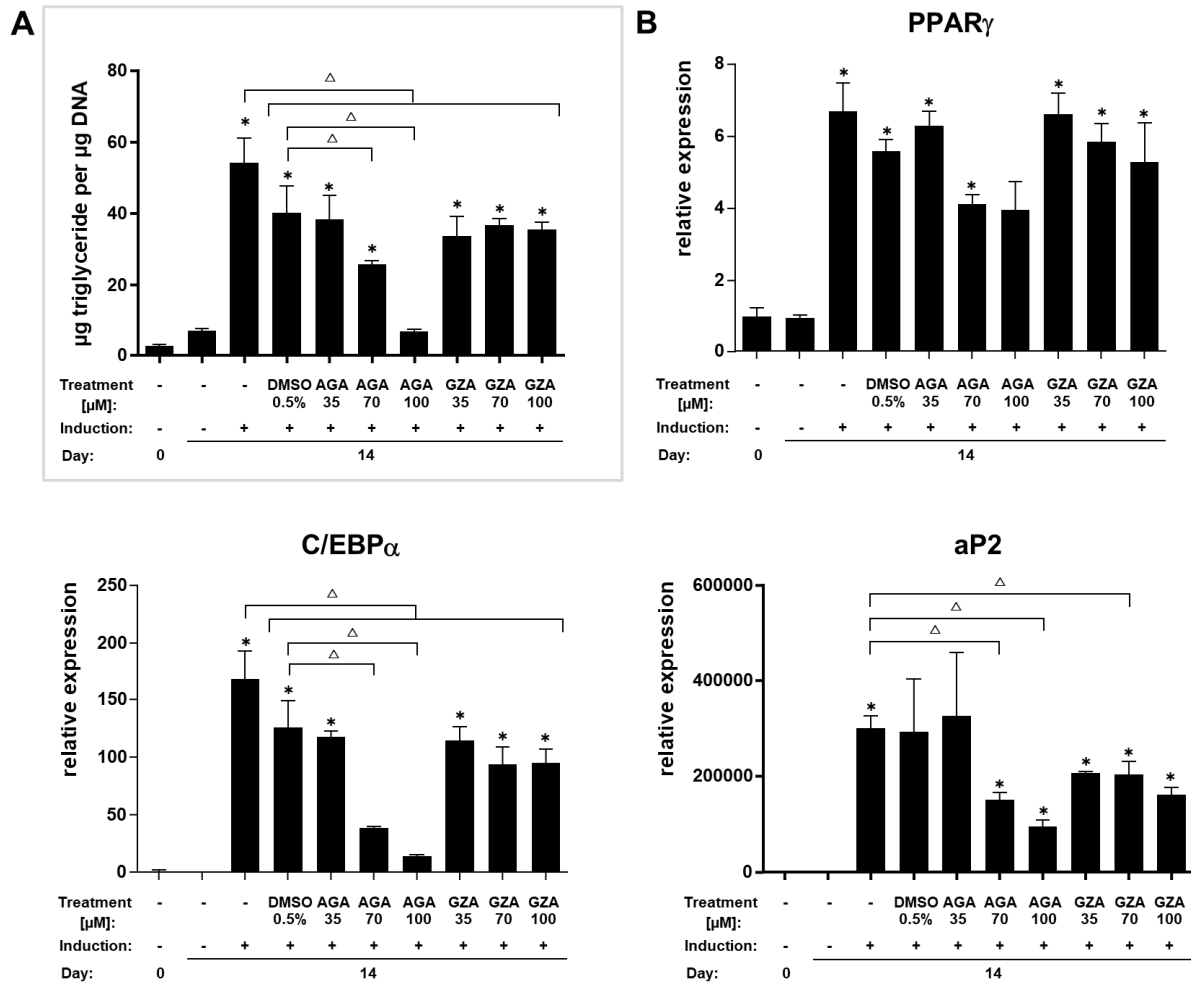 A
µg triglyceride per µg DNA
80
60
40
20
0
△
△
△
△
* * * * * * *
Treatment - - - DMSO AGA AGA AGA GZA GZA GZA
[µM]: 0.5% 35 70 100 35 70 100
Induction: - - + + + + + + + +
Day: 0 14
B
PPARγ
relative expression
8
6
4
2
0
* * * * * * *
Treatment - - - DMSO AGA AGA AGA GZA GZA GZA
[µM]: 0.5% 35 70 100 35 70 100
Induction: - - + + + + + + + +
Day: 0 14
C/EBPα
relative expression
250
200
150
100
50
0
△
△
△
* * * * * *
Treatment - - - DMSO AGA AGA AGA GZA GZA GZA
[µM]: 0.5% 35 70 100 35 70 100
Induction: - - + + + + + + + +
Day: 0 14
aP2
relative expression
600000
400000
200000
0
△
△
△
* * * * * *
Treatment - - - DMSO AGA AGA AGA GZA GZA GZA
[µM]: 0.5% 35 70 100 35 70 100
Induction: - - + + + + + + + +
Day: 0 14